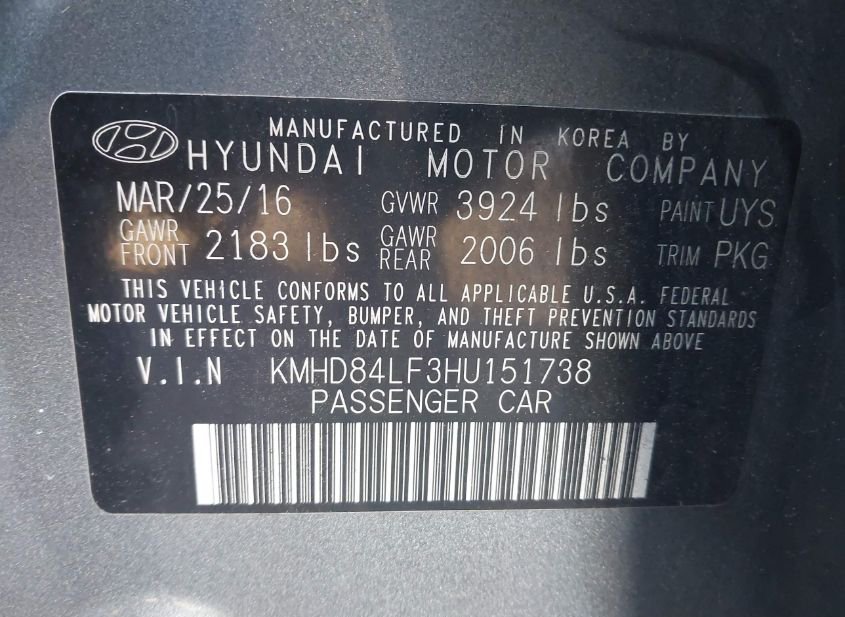 MANUFACTURED IN KOREA BY
HYUNDAI MOTOR COMPANY
MAR/25/16 GVWR 3924 lbs PAINT UYS
GAWR FRONT 2183 lbs GAWR REAR 2006 lbs TRIM PKG
THIS VEHICLE CONFORMS TO ALL APPLICABLE U.S.A. FEDERAL
MOTOR VEHICLE SAFETY, BUMPER, AND THEFT PREVENTION STANDARDS
IN EFFECT ON THE DATE OF MANUFACTURE SHOWN ABOVE
V.I.N KMHD84LF3HU151738
PASSENGER CAR